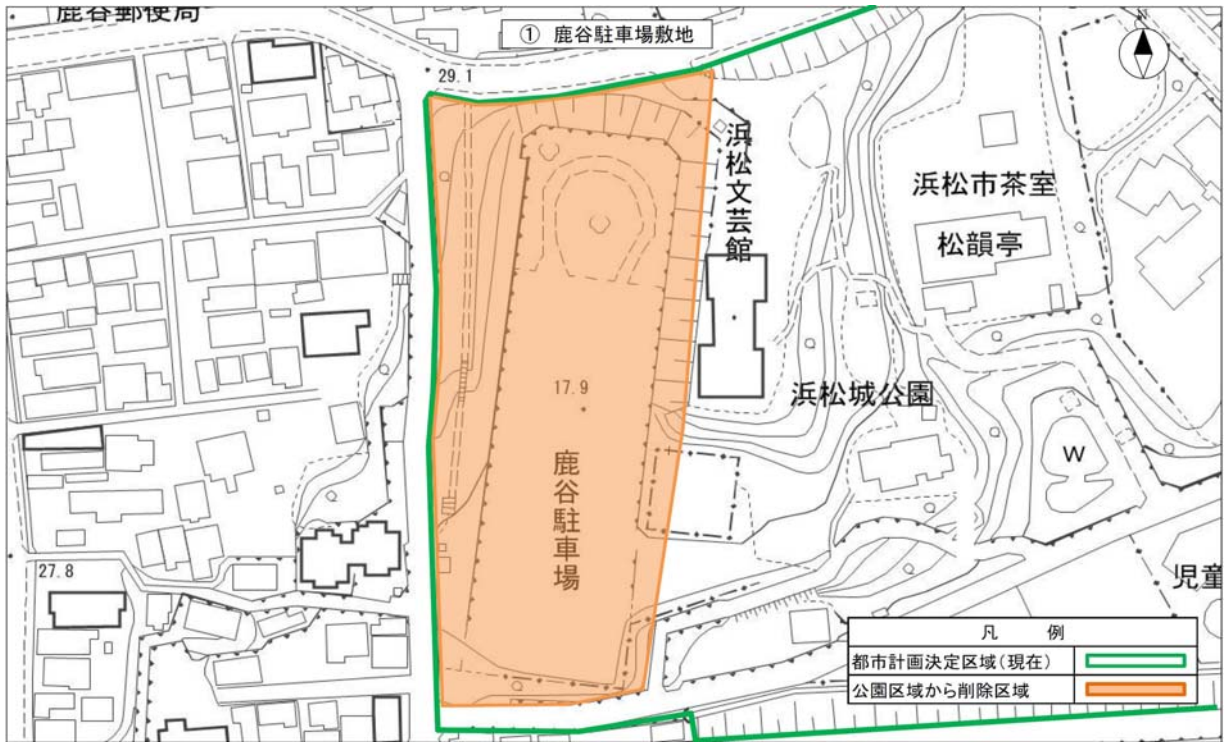 鹿谷郵便局
① 鹿谷駐車場敷地
N
29.1
浜松文芸館
浜松市茶室
松韻亭
17.9
浜松城公園
W
鹿谷駐車場
27.8
児童
凡 例
都市計画決定区域(現在)
公園区域から削除区域